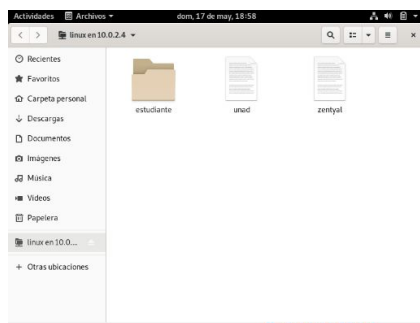 Actividades Archivos dom, 17 de may, 18:58
linux en 10.0.2.4
Recientes
Favoritos
Carpeta personal
Descargas
Documentos
Imágenes
Música
Vídeos
Papelera
linux en 10.0...
+ Otras ubicaciones
estudiante unad zentyal